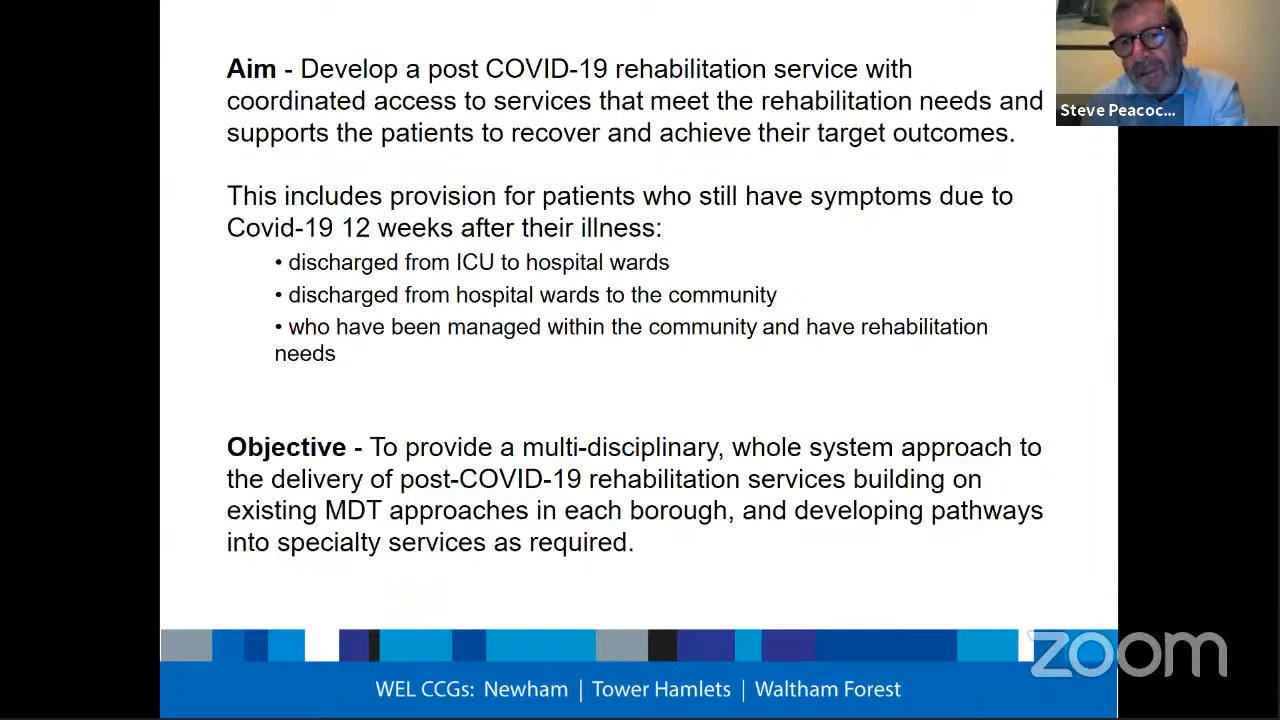 Aim - Develop a post COVID-19 rehabilitation service with
coordinated access to services that meet the rehabilitation needs and
supports the patients to recover and achieve their target outcomes.
This includes provision for patients who still have symptoms due to
Covid-19 12 weeks after their illness:
• discharged from ICU to hospital wards
• discharged from hospital wards to the community
• who have been managed within the community and have rehabilitation
needs
Objective - To provide a multi-disciplinary, whole system approach to
the delivery of post-COVID-19 rehabilitation services building on
existing MDT approaches in each borough, and developing pathways
into specialty services as required.
Steve Peacoc...
zoom
WEL CCGs: Newham | Tower Hamlets | Waltham Forest